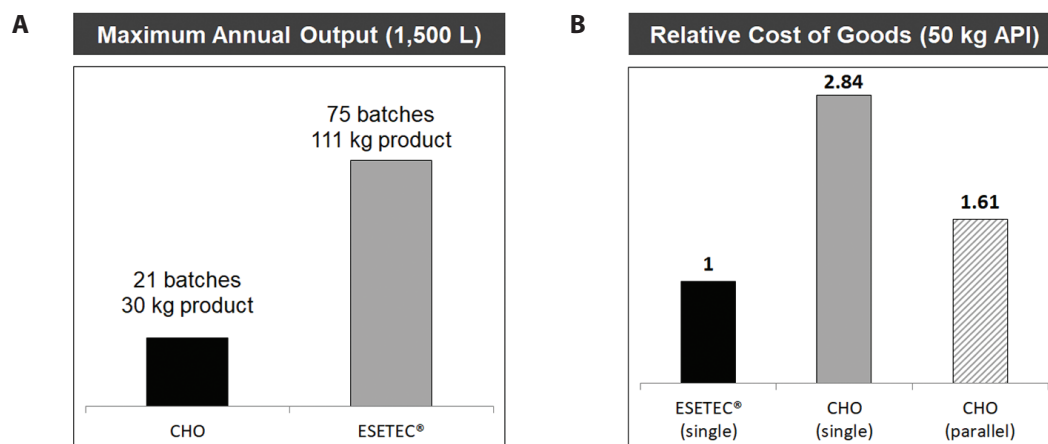 A
Maximum Annual Output (1,500 L)
75 batches
111 kg product
21 batches
30 kg product
CHO
ESETEC®
B
Relative Cost of Goods (50 kg API)
2.84
1.61
1
ESETEC®
(single)
CHO
(single)
CHO
(parallel)